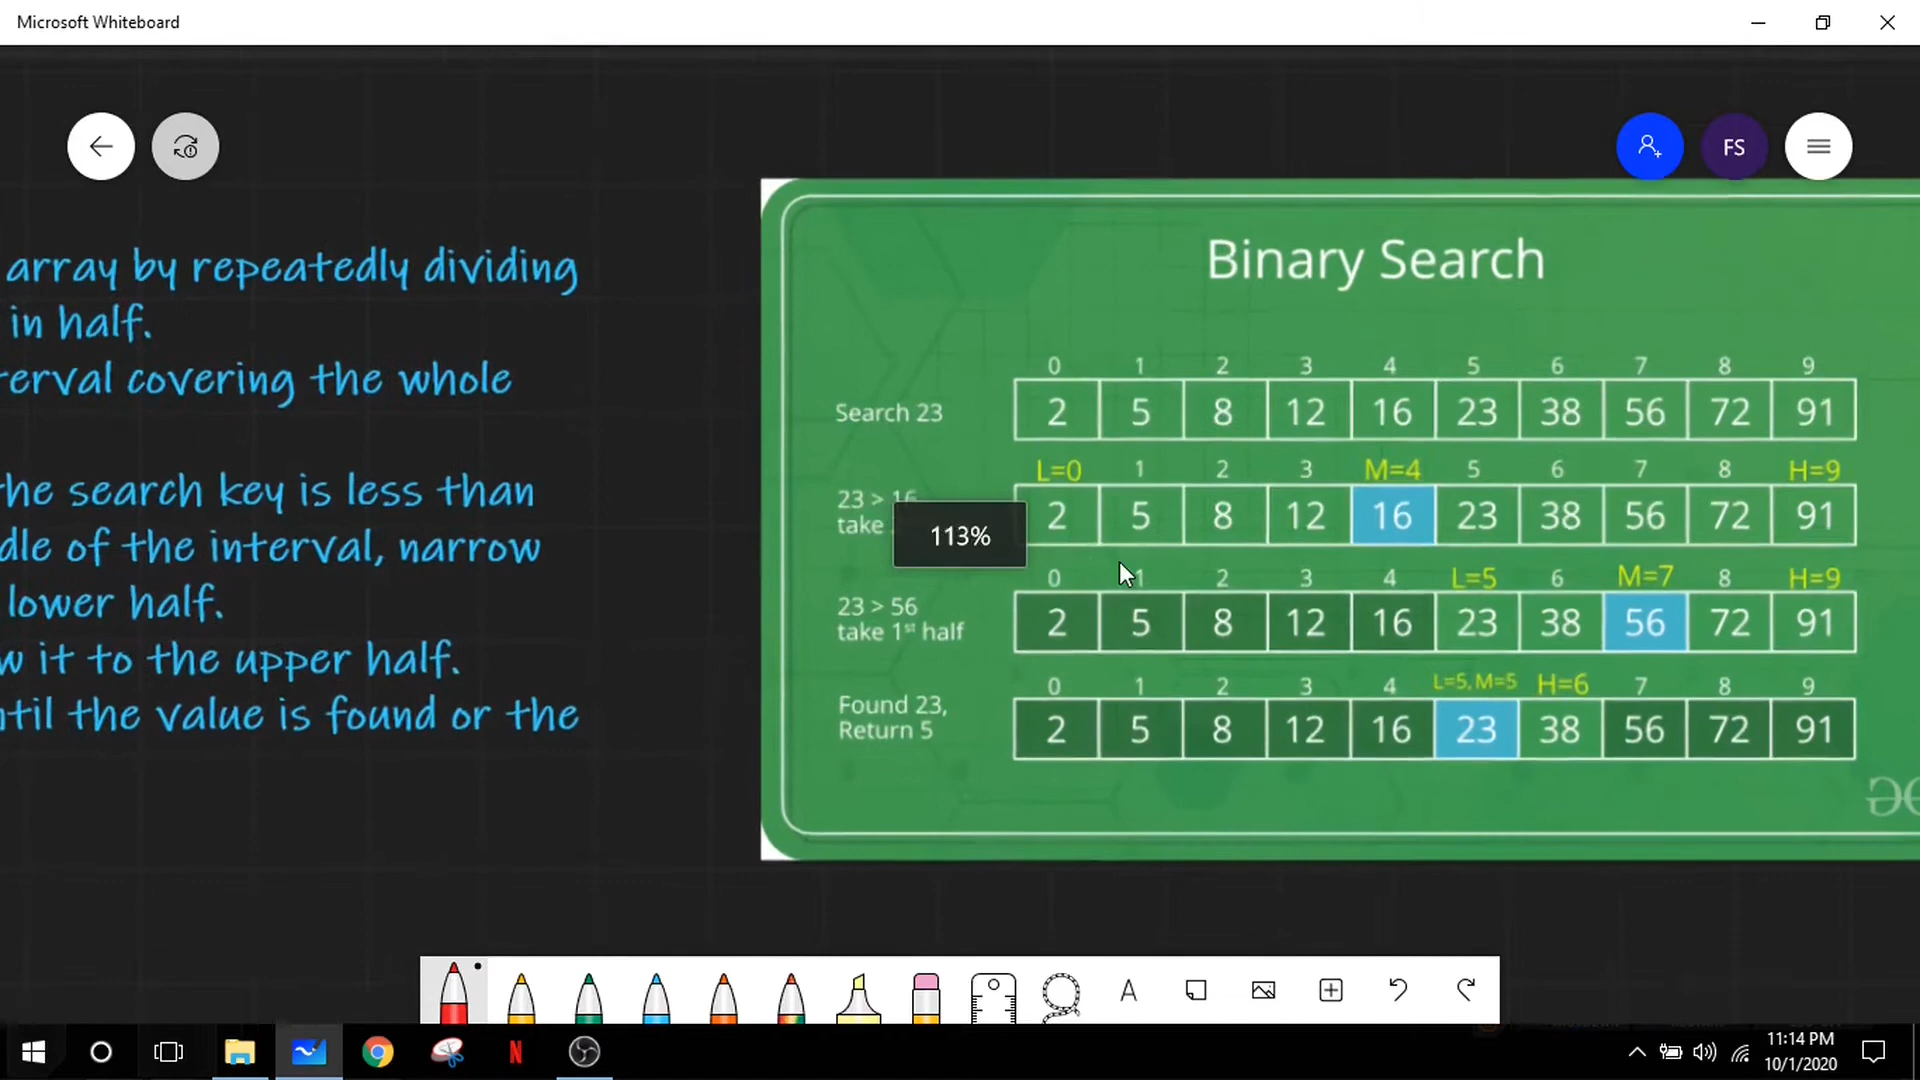 Microsoft Whiteboard
FS
array by repeatedly dividing
in half.
erval covering the whole
he search key is less than
dle of the interval, narrow
lower half.
w it to the upper half.
ntil the value is found or the
Binary Search
0 1 2 3 4 5 6 7 8 9
Search 23 2 5 8 12 16 23 38 56 72 91
L=0 1 2 3 M=4 5 6 7 8 H=9
23 > 16
take
2 5 8 12 16 23 38 56 72 91
113%
0 1 2 3 4 L=5 6 M=7 8 H=9
23 > 56
take 1st half
2 5 8 12 16 23 38 56 72 91
0 1 2 3 4 L=5, M=5 H=6 7 8 9
Found 23,
Return 5
2 5 8 12 16 23 38 56 72 91
A
N
11:14 PM
10/1/2020